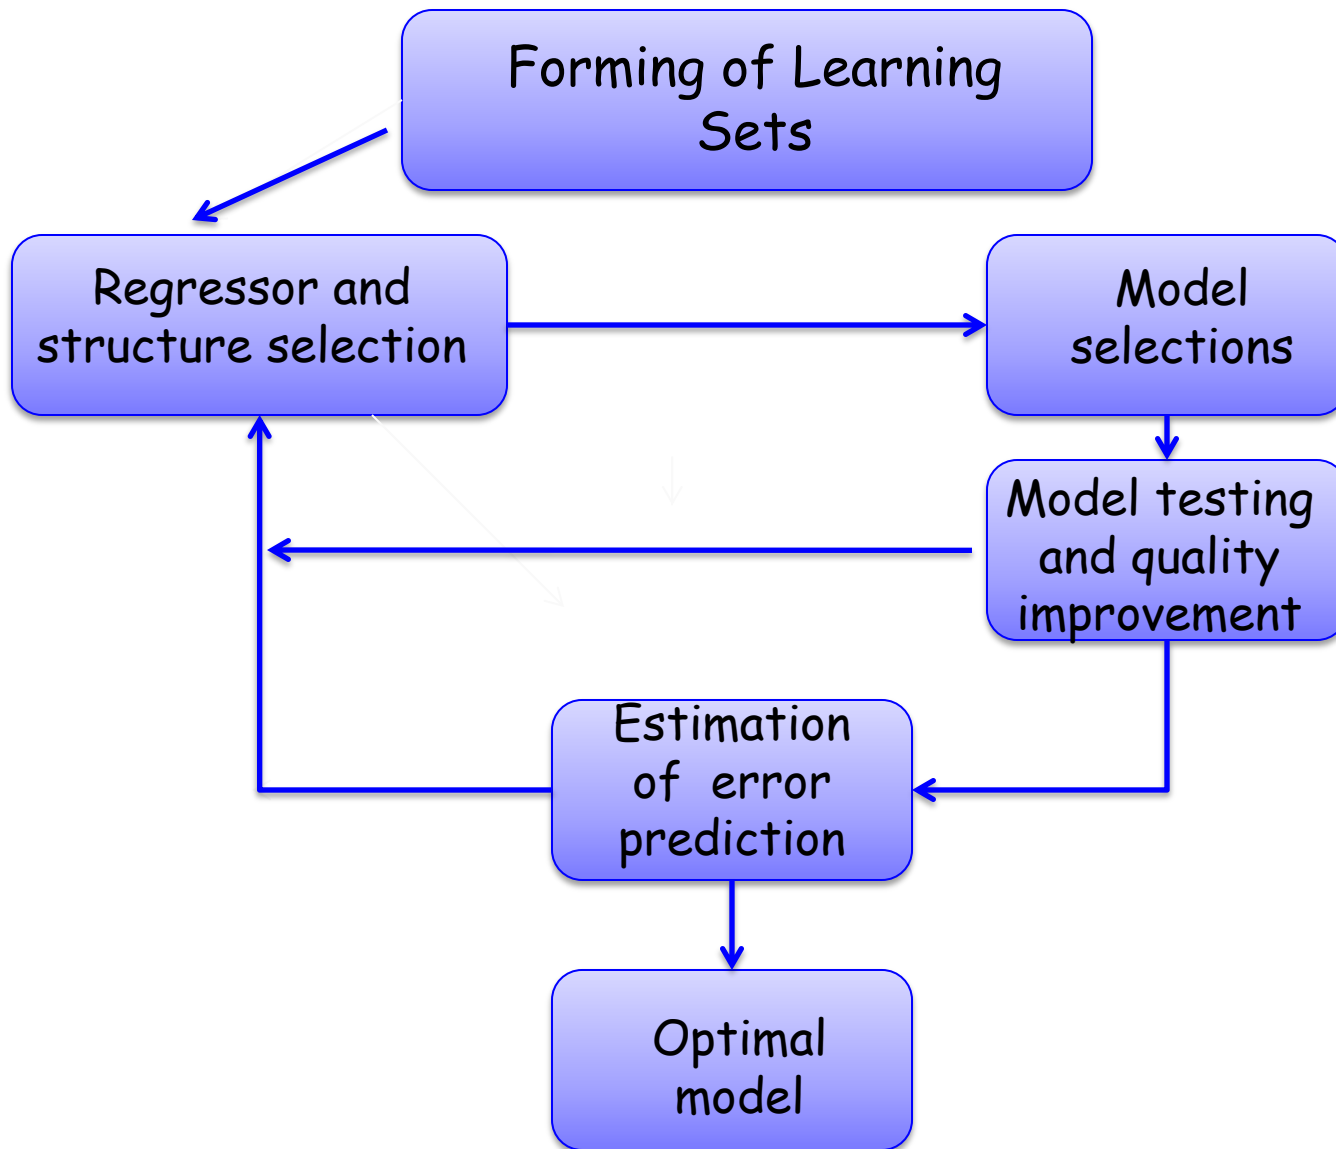 Forming of Learning
Sets
Regressor and
structure selection
Model
selections
Model testing
and quality
improvement
Estimation
of error
prediction
Optimal
model